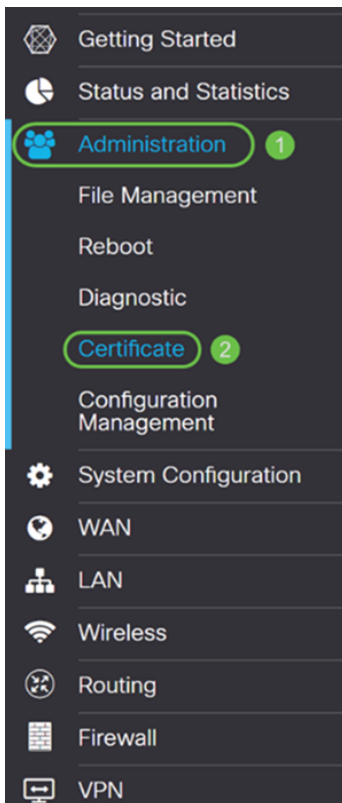 Getting Started
Status and Statistics
Administration 1
File Management
Reboot
Diagnostic
Certificate 2
Configuration
Management
System Configuration
WAN
LAN
Wireless
Routing
Firewall
VPN